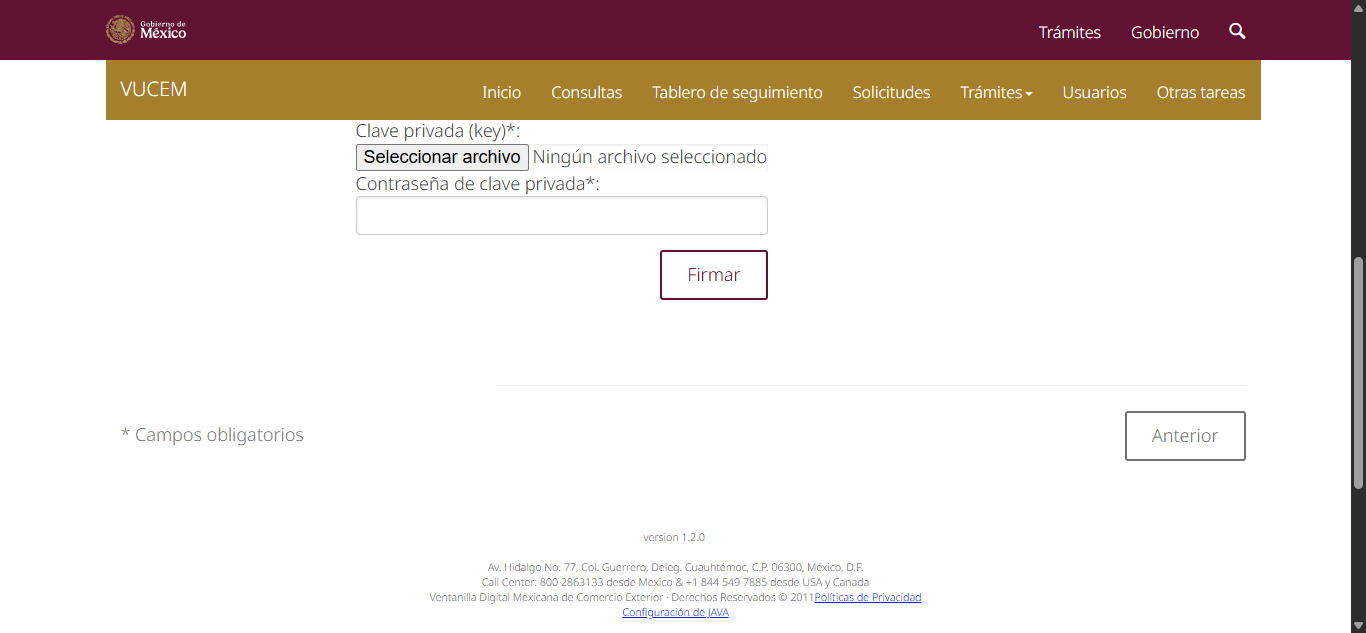 Gobierno de
México
Trámites Gobierno
VUCEM Inicio Consultas Tablero de seguimiento Solicitudes Trámites Usuarios Otras tareas
Clave privada (key)*:
Seleccionar archivo Ningún archivo seleccionado
Contraseña de clave privada*:
Firmar
* Campos obligatorios Anterior
version 1.2.0
Av. Hidalgo No. 77, Col. Guerrero, Deleg. Cuauhtémoc, C.P. 06300, México, D.F.
Call Center: 800 2863133 desde Mexico & +1 844 549 7885 desde USA y Canada
Ventanilla Digital Mexicana de Comercio Exterior · Derechos Reservados © 2011Políticas de Privacidad
Configuración de JAVA